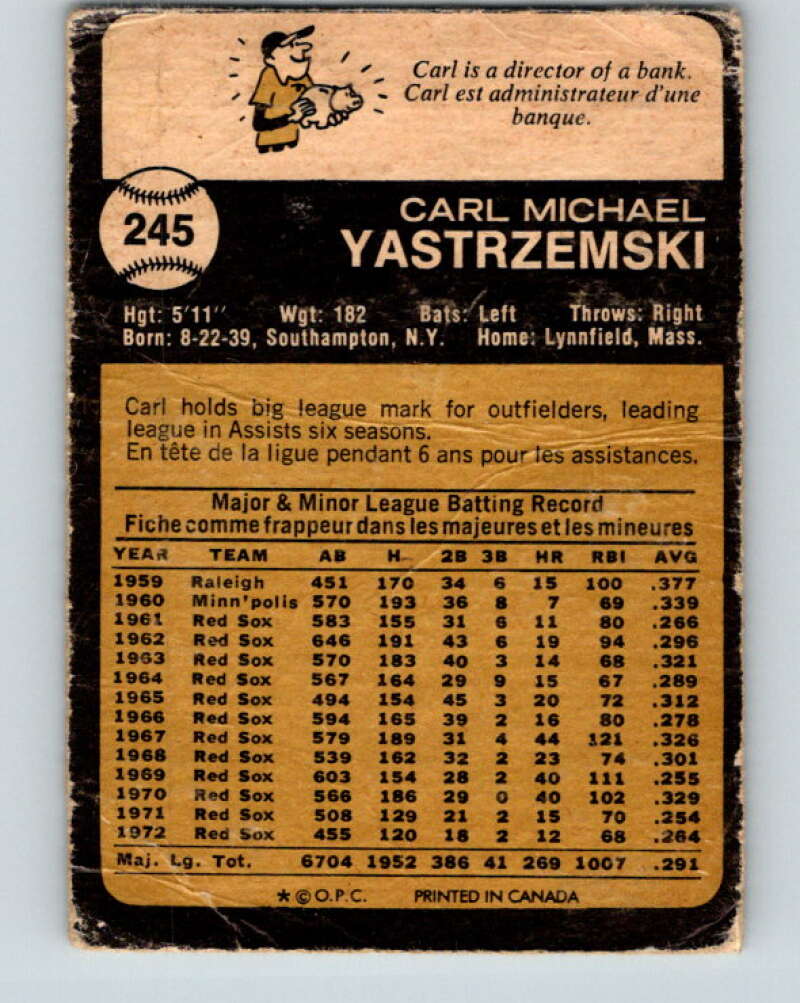 Carl is a director of a bank.
Carl est administrateur d'une
banque.
245
CARL MICHAEL
YASTRZEMSKI
Hgt: 5'11" Wgt: 182 Bats: Left Throws: Right
Born: 8-22-39, Southampton, N.Y. Home: Lynnfield, Mass.
Carl holds big league mark for outfielders, leading
league in Assists six seasons.
En tête de la ligue pendant 6 ans pour les assistances.
Major & Minor League Batting Record
Fiche comme frappeur dans les majeures et les mineures
YEAR TEAM AB H 2B 3B HR RBI AVG
1959 Raleigh 451 170 34 6 15 100 .377
1960 Minn'polis 570 193 36 8 7 69 .339
1961 Red Sox 583 155 31 6 11 80 .266
1962 Red Sox 646 191 43 6 19 94 .296
1963 Red Sox 570 183 40 3 14 68 .321
1964 Red Sox 567 164 29 9 15 67 .289
1965 Red Sox 494 154 45 3 20 72 .312
1966 Red Sox 594 165 39 2 16 80 .278
1967 Red Sox 579 189 31 4 44 121 .326
1968 Red Sox 539 162 32 2 23 74 .301
1969 Red Sox 603 154 28 2 40 111 .255
1970 Red Sox 566 186 29 0 40 102 .329
1971 Red Sox 508 129 21 2 15 70 .254
1972 Red Sox 455 120 18 2 12 68 .264
Maj. Lg. Tot. 6704 1952 386 41 269 1007 .291
* © O.P.C. PRINTED IN CANADA